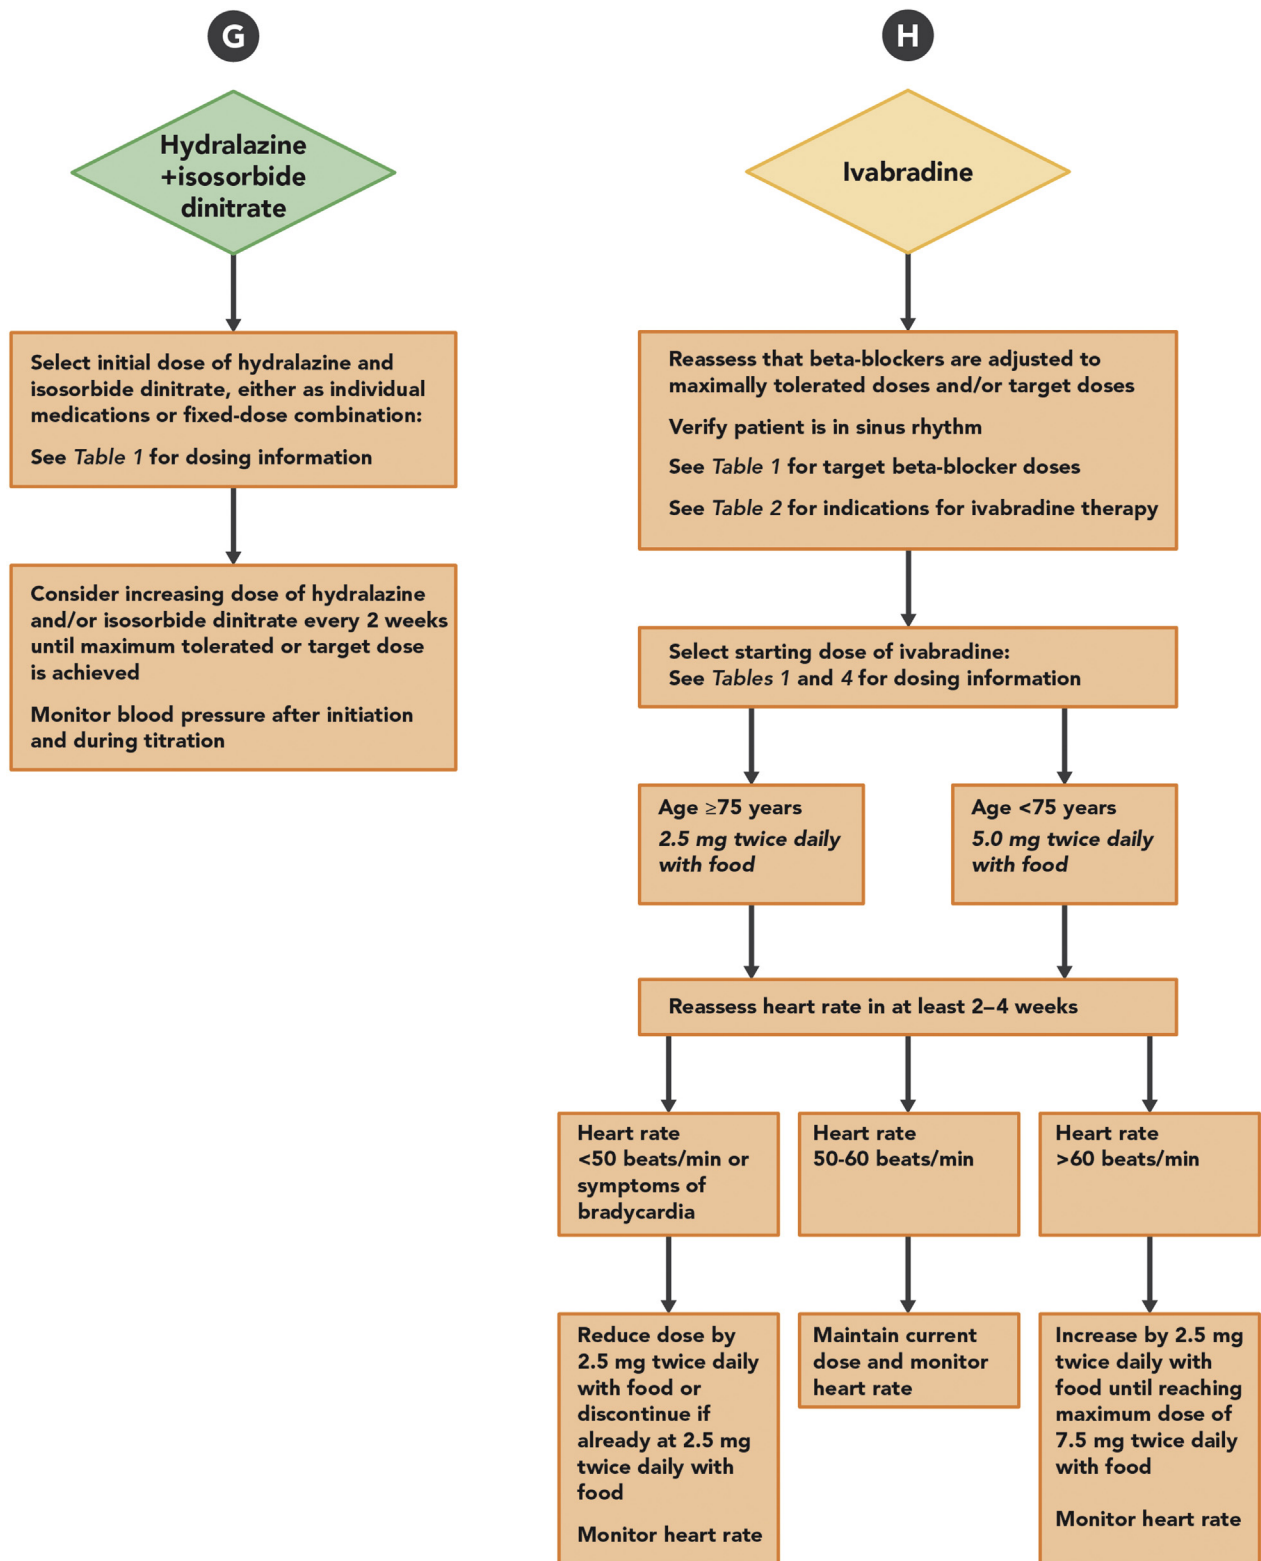 G
Hydralazine
+isosorbide
dinitrate
Select initial dose of hydralazine and
isosorbide dinitrate, either as individual
medications or fixed-dose combination:
See Table 1 for dosing information
Consider increasing dose of hydralazine
and/or isosorbide dinitrate every 2 weeks
until maximum tolerated or target dose
is achieved
Monitor blood pressure after initiation
and during titration
H
Ivabradine
Reassess that beta-blockers are adjusted to
maximally tolerated doses and/or target doses
Verify patient is in sinus rhythm
See Table 1 for target beta-blocker doses
See Table 2 for indications for ivabradine therapy
Select starting dose of ivabradine:
See Tables 1 and 4 for dosing information
Age ≥75 years
2.5 mg twice daily
with food
Age <75 years
5.0 mg twice daily
with food
Reassess heart rate in at least 2–4 weeks
Heart rate
<50 beats/min or
symptoms of
bradycardia
Heart rate
50-60 beats/min
Heart rate
>60 beats/min
Reduce dose by
2.5 mg twice daily
with food or
discontinue if
already at 2.5 mg
twice daily with
food
Monitor heart rate
Maintain current
dose and monitor
heart rate
Increase by 2.5 mg
twice daily with
food until reaching
maximum dose of
7.5 mg twice daily
with food
Monitor heart rate